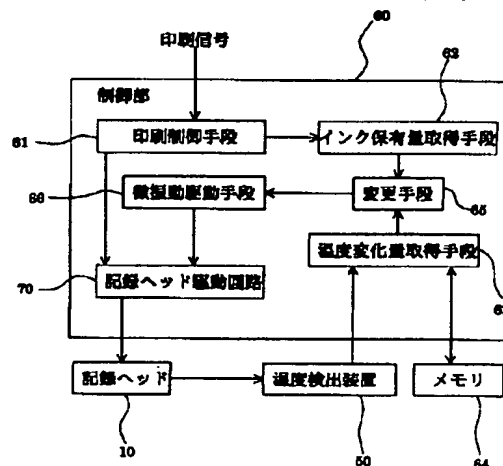 60
印刷信号
62
制御部
61
印刷制御手段
インク保有量取得手段
66
微振動駆動手段
変更手段
65
温度変化量取得手段
70
記録ヘッド駆動回路
記録ヘッド
温度検出装置
メモリ
10
50
64